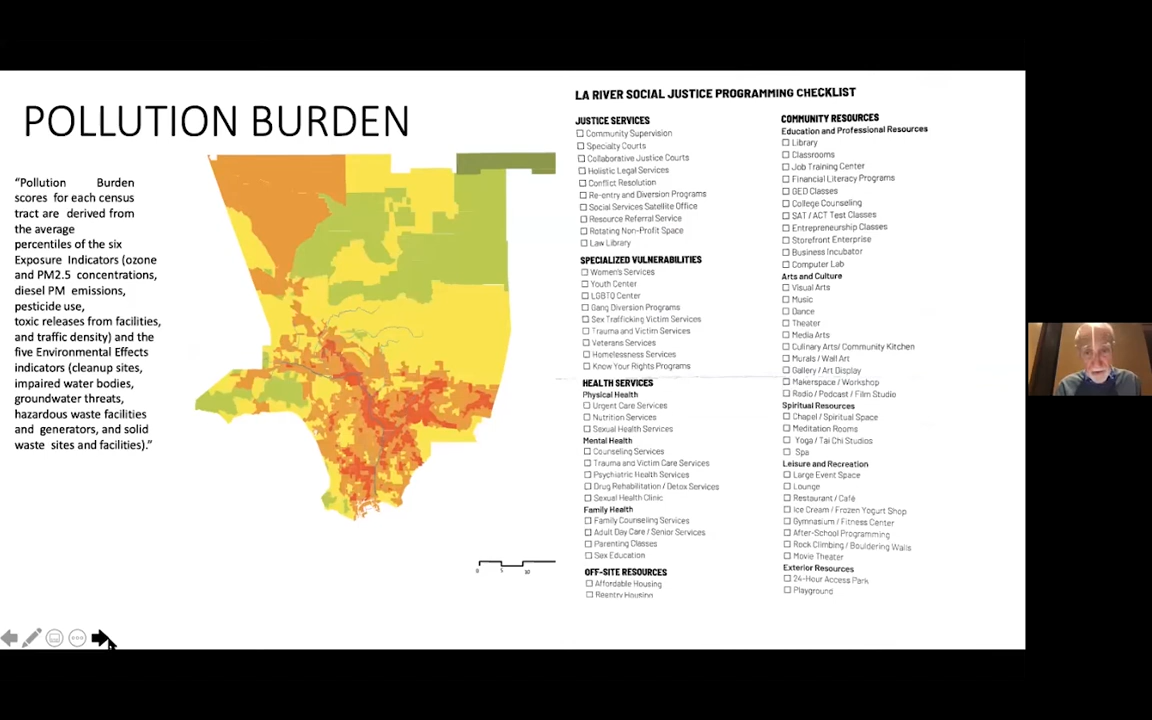 POLLUTION BURDEN
“Pollution Burden
scores for each census
tract are derived from
the average
percentiles of the six
Exposure Indicators (ozone
and PM2.5 concentrations,
diesel PM emissions,
pesticide use,
toxic releases from facilities,
and traffic density) and the
five Environmental Effects
indicators (cleanup sites,
impaired water bodies,
groundwater threats,
hazardous waste facilities
and generators, and solid
waste sites and facilities).”
0 5 10
LA RIVER SOCIAL JUSTICE PROGRAMMING CHECKLIST
JUSTICE SERVICES
Community Supervision
Specialty Courts
Collaborative Justice Courts
Holistic Legal Services
Conflict Resolution
Re-entry and Diversion Programs
Social Services Satellite Office
Resource Referral Service
Rotating Non-Profit Space
Law Library
SPECIALIZED VULNERABILITIES
Women's Services
Youth Center
LGBTQ Center
Gang Diversion Programs
Sex Trafficking Victim Services
Trauma and Victim Services
Veterans Services
Homelessness Services
Know Your Rights Programs
HEALTH SERVICES
Physical Health
Urgent Care Services
Nutrition Services
Sexual Health Services
Mental Health
Counseling Services
Trauma and Victim Care Services
Psychiatric Health Services
Drug Rehabilitation / Detox Services
Sexual Health Clinic
Family Health
Family Counseling Services
Adult Day Care / Senior Services
Parenting Classes
Sex Education
OFF-SITE RESOURCES
Affordable Housing
Reentry Housing
COMMUNITY RESOURCES
Education and Professional Resources
Library
Classrooms
Job Training Center
Financial Literacy Programs
GED Classes
College Counseling
SAT / ACT Test Classes
Entrepreneurship Classes
Storefront Enterprise
Business Incubator
Computer Lab
Arts and Culture
Visual Arts
Music
Dance
Theater
Media Arts
Culinary Arts/ Community Kitchen
Murals / Wall Art
Gallery / Art Display
Makerspace / Workshop
Radio / Podcast / Film Studio
Spiritual Resources
Chapel / Spiritual Space
Meditation Rooms
Yoga / Tai Chi Studios
Spa
Leisure and Recreation
Large Event Space
Lounge
Restaurant / Café
Ice Cream / Frozen Yogurt Shop
Gymnasium / Fitness Center
After-School Programming
Rock Climbing / Bouldering Walls
Movie Theater
Exterior Resources
24-Hour Access Park
Playground